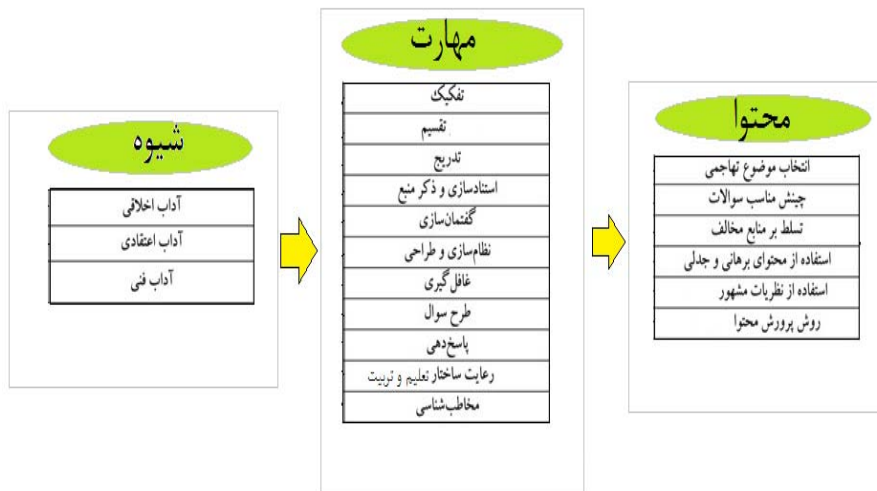 شیوه
آداب اخلاقی
آداب اعتقادی
آداب فنی
مهارت
تفکیک
تقسیم
تدریج
استنادسازی و ذکر منبع
گفتمان‌سازی
نظام‌سازی و طراحی
غافل‌گیری
طرح سوال
پاسخ‌دهی
رعایت ساختار تعلیم و تربیت
مخاطب‌شناسی
محتوا
انتخاب موضوع تهاجمی
چینش مناسب سوالات
تسلط بر منابع مخالف
استفاده از محتوای برهانی و جدلی
استفاده از نظریات مشهور
روش پرورش محتوا